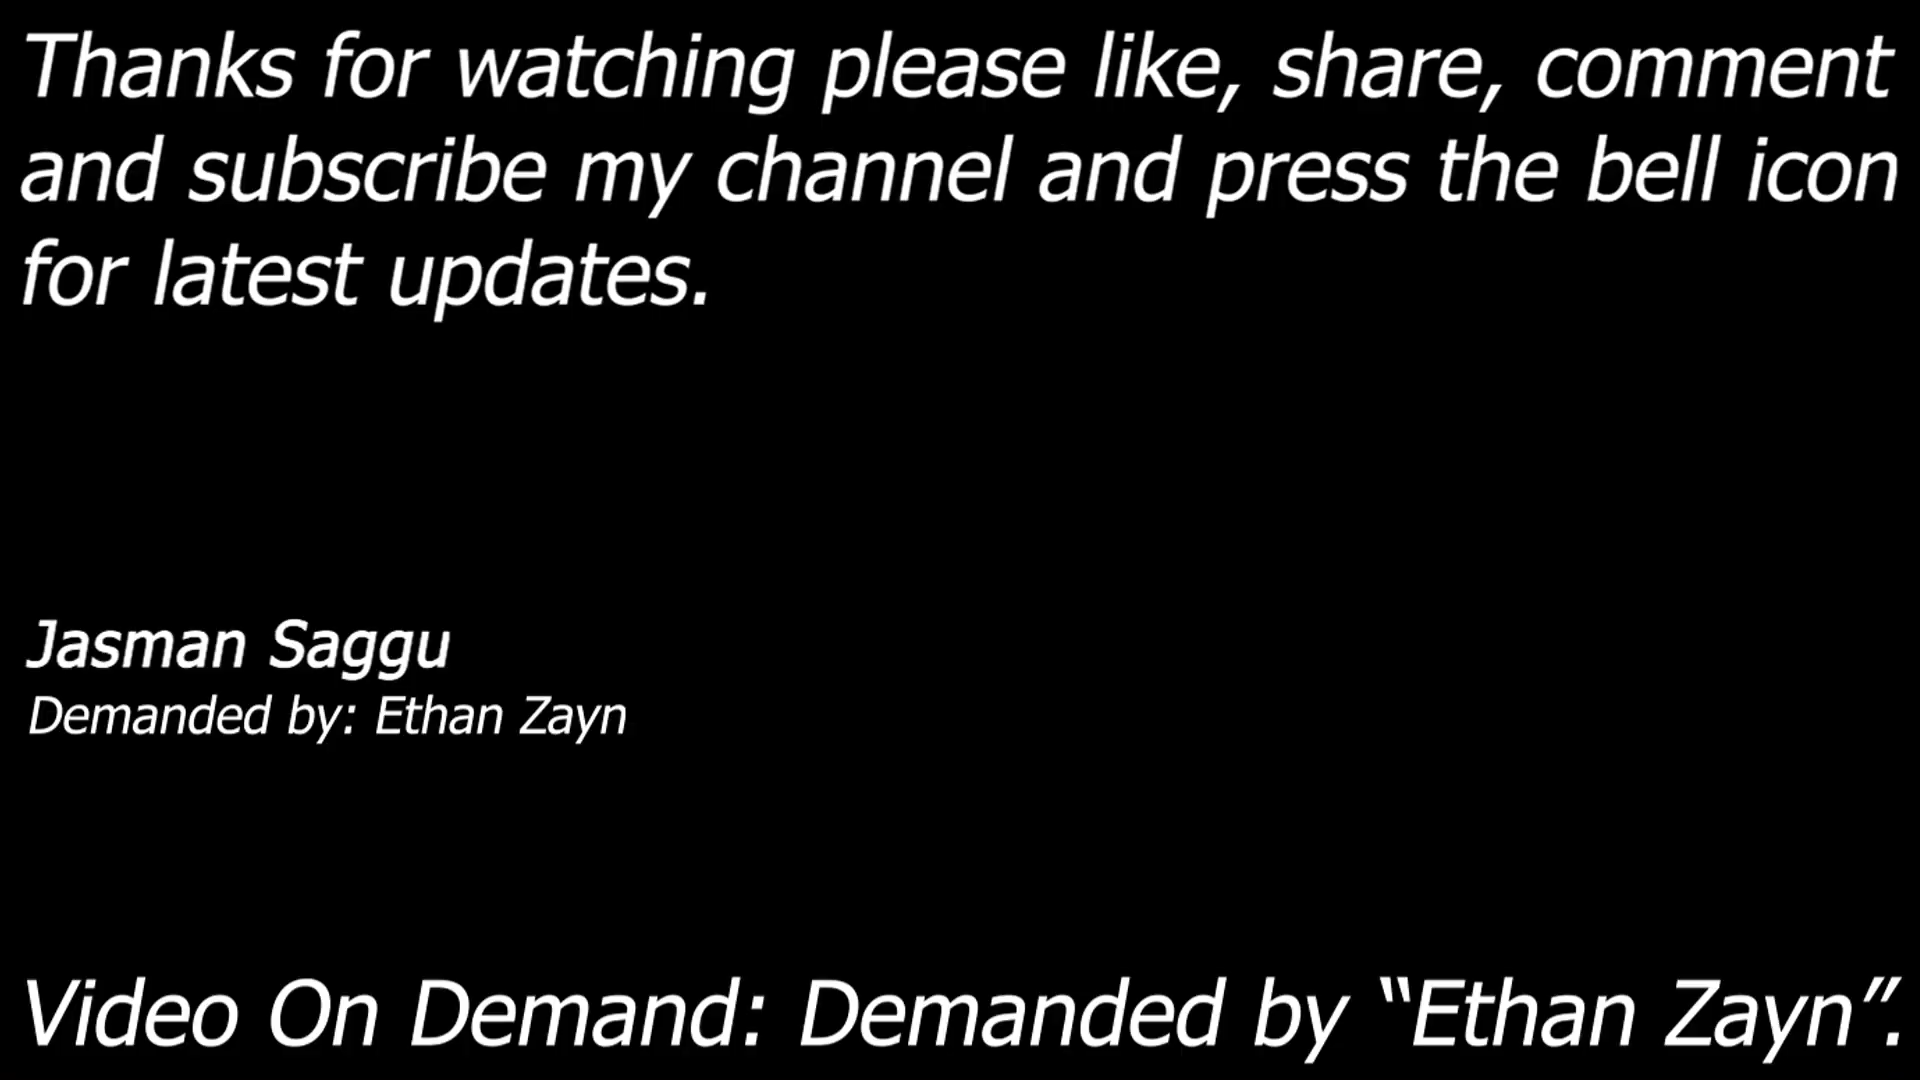 Thanks for watching please like, share, comment
and subscribe my channel and press the bell icon
for latest updates.
Jasman Saggu
Demanded by: Ethan Zayn
Video On Demand: Demanded by “Ethan Zayn”.